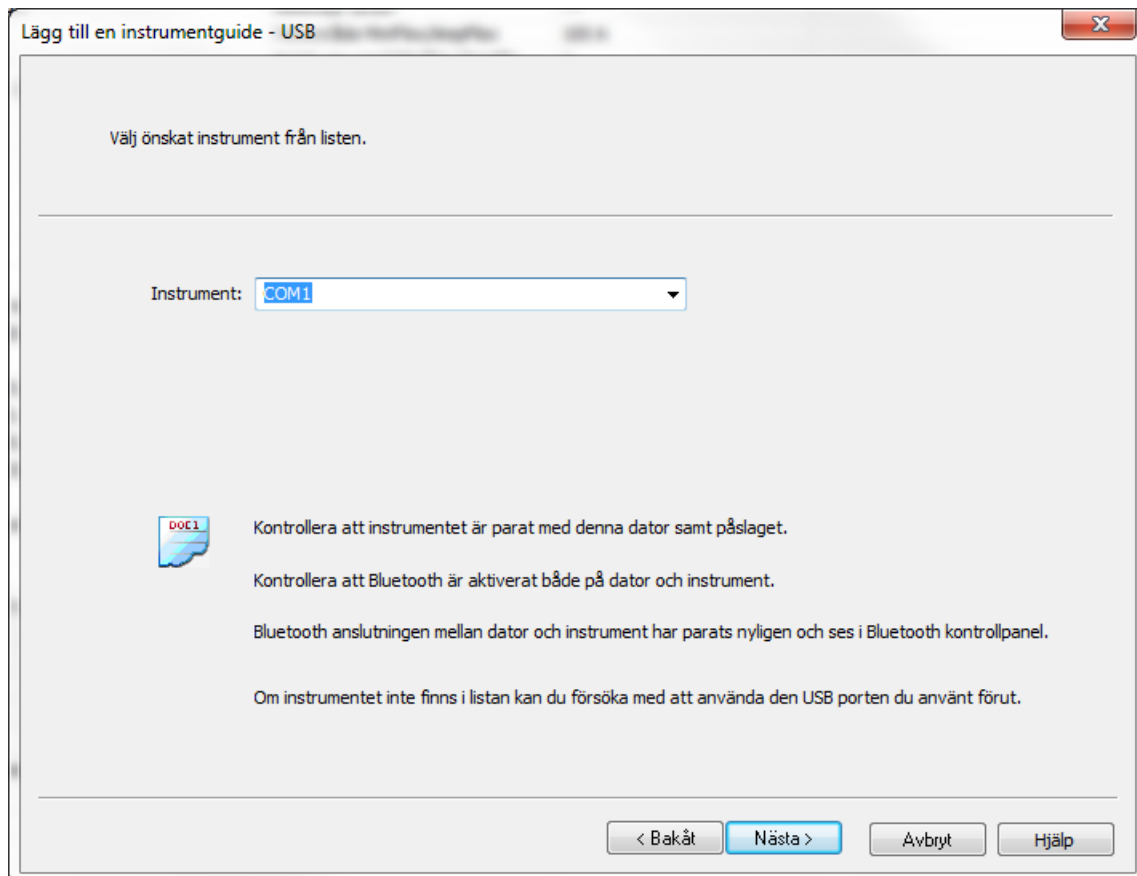 Lägg till en instrumentguide - USB
Välj önskat instrument från listen.
Instrument: COM1
DOC1
Kontrollera att instrumentet är parat med denna dator samt påslaget.
Kontrollera att Bluetooth är aktiverat både på dator och instrument.
Bluetooth anslutningen mellan dator och instrument har parats nyligen och ses i Bluetooth kontrollpanel.
Om instrumentet inte finns i listan kan du försöka med att använda den USB porten du använt förut.
< Bakåt Nästa > Avbryt Hjälp